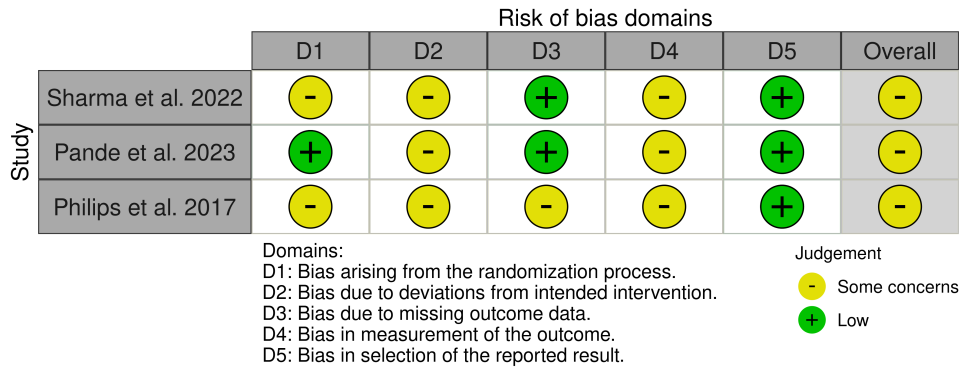 Risk of bias domains
D1 D2 D3 D4 D5 Overall
Study
Sharma et al. 2022 - - + - + -
Pande et al. 2023 + - + - + -
Philips et al. 2017 - - - - + -
Domains:
D1: Bias arising from the randomization process.
D2: Bias due to deviations from intended intervention.
D3: Bias due to missing outcome data.
D4: Bias in measurement of the outcome.
D5: Bias in selection of the reported result.
Judgement
- Some concerns
+ Low